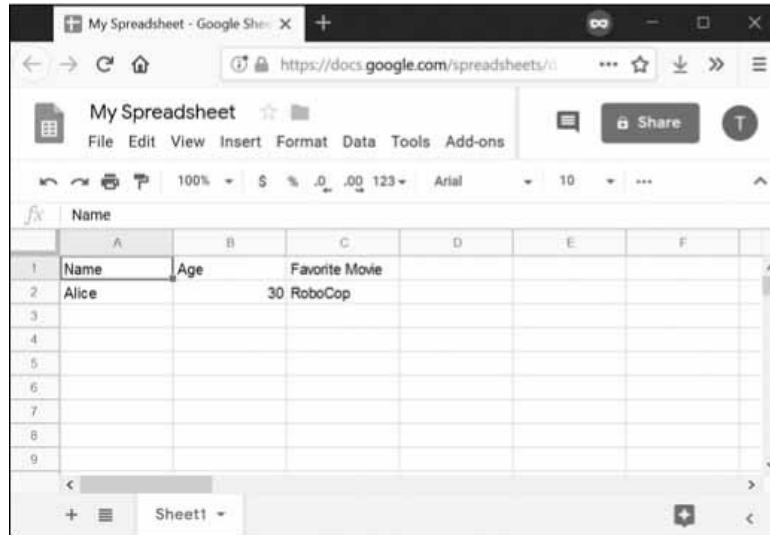 My Spreadsheet - Google Shee
https://docs.google.com/spreadsheets/
My Spreadsheet
File Edit View Insert Format Data Tools Add-ons
Share
T
100% $ % .0 .00 123 Arial 10
fx Name
A B C D E F
1 Name Age Favorite Movie
2 Alice 30 RoboCop
3
4
5
6
7
8
9
Sheet1